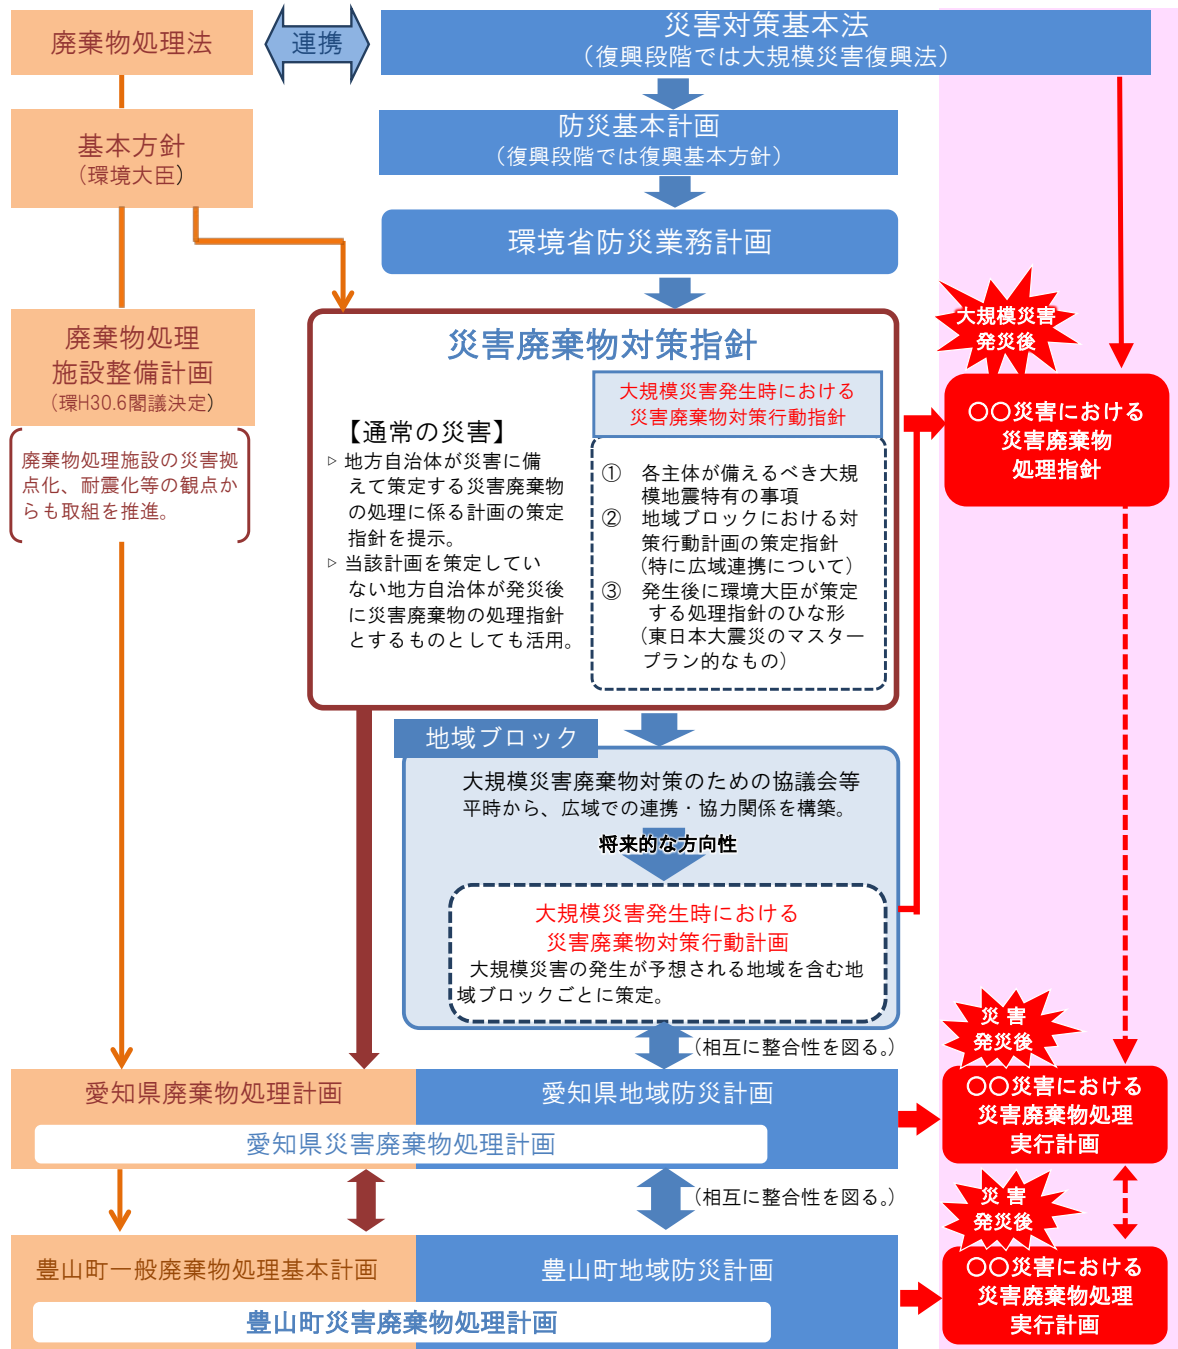 廃棄物処理法
連携
災害対策基本法
（復興段階では大規模災害復興法）
基本方針
（環境大臣）
防災基本計画
（復興段階では復興基本方針）
環境省防災業務計画
廃棄物処理
施設整備計画
（環H30.6閣議決定）
廃棄物処理施設の災害拠
点化、耐震化等の観点か
らも取組を推進。
災害廃棄物対策指針
【通常の災害】
▷ 地方自治体が災害に備
えて策定する災害廃棄物
の処理に係る計画の策定
指針を提示。
▷ 当該計画を策定してい
ない地方自治体が発災後
に災害廃棄物の処理指針
とするものとしても活用。
大規模災害発生時における
災害廃棄物対策行動指針
① 各主体が備えるべき大規
模地震特有の事項
② 地域ブロックにおける対
策行動計画の策定指針
（特に広域連携について）
③ 発生後に環境大臣が策定
する処理指針のひな形
（東日本大震災のマスター
プラン的なもの）
大規模災害
発災後
〇〇災害における
災害廃棄物
処理指針
地域ブロック
大規模災害廃棄物対策のための協議会等
平時から、広域での連携・協力関係を構築。
将来的な方向性
大規模災害発生時における
災害廃棄物対策行動計画
大規模災害の発生が予想される地域を含む地
域ブロックごとに策定。
（相互に整合性を図る。）
災 害
発災後
愛知県廃棄物処理計画
愛知県地域防災計画
愛知県災害廃棄物処理計画
〇〇災害における
災害廃棄物処理
実行計画
（相互に整合性を図る。）
災 害
発災後
豊山町一般廃棄物処理基本計画
豊山町地域防災計画
豊山町災害廃棄物処理計画
〇〇災害における
災害廃棄物処理
実行計画